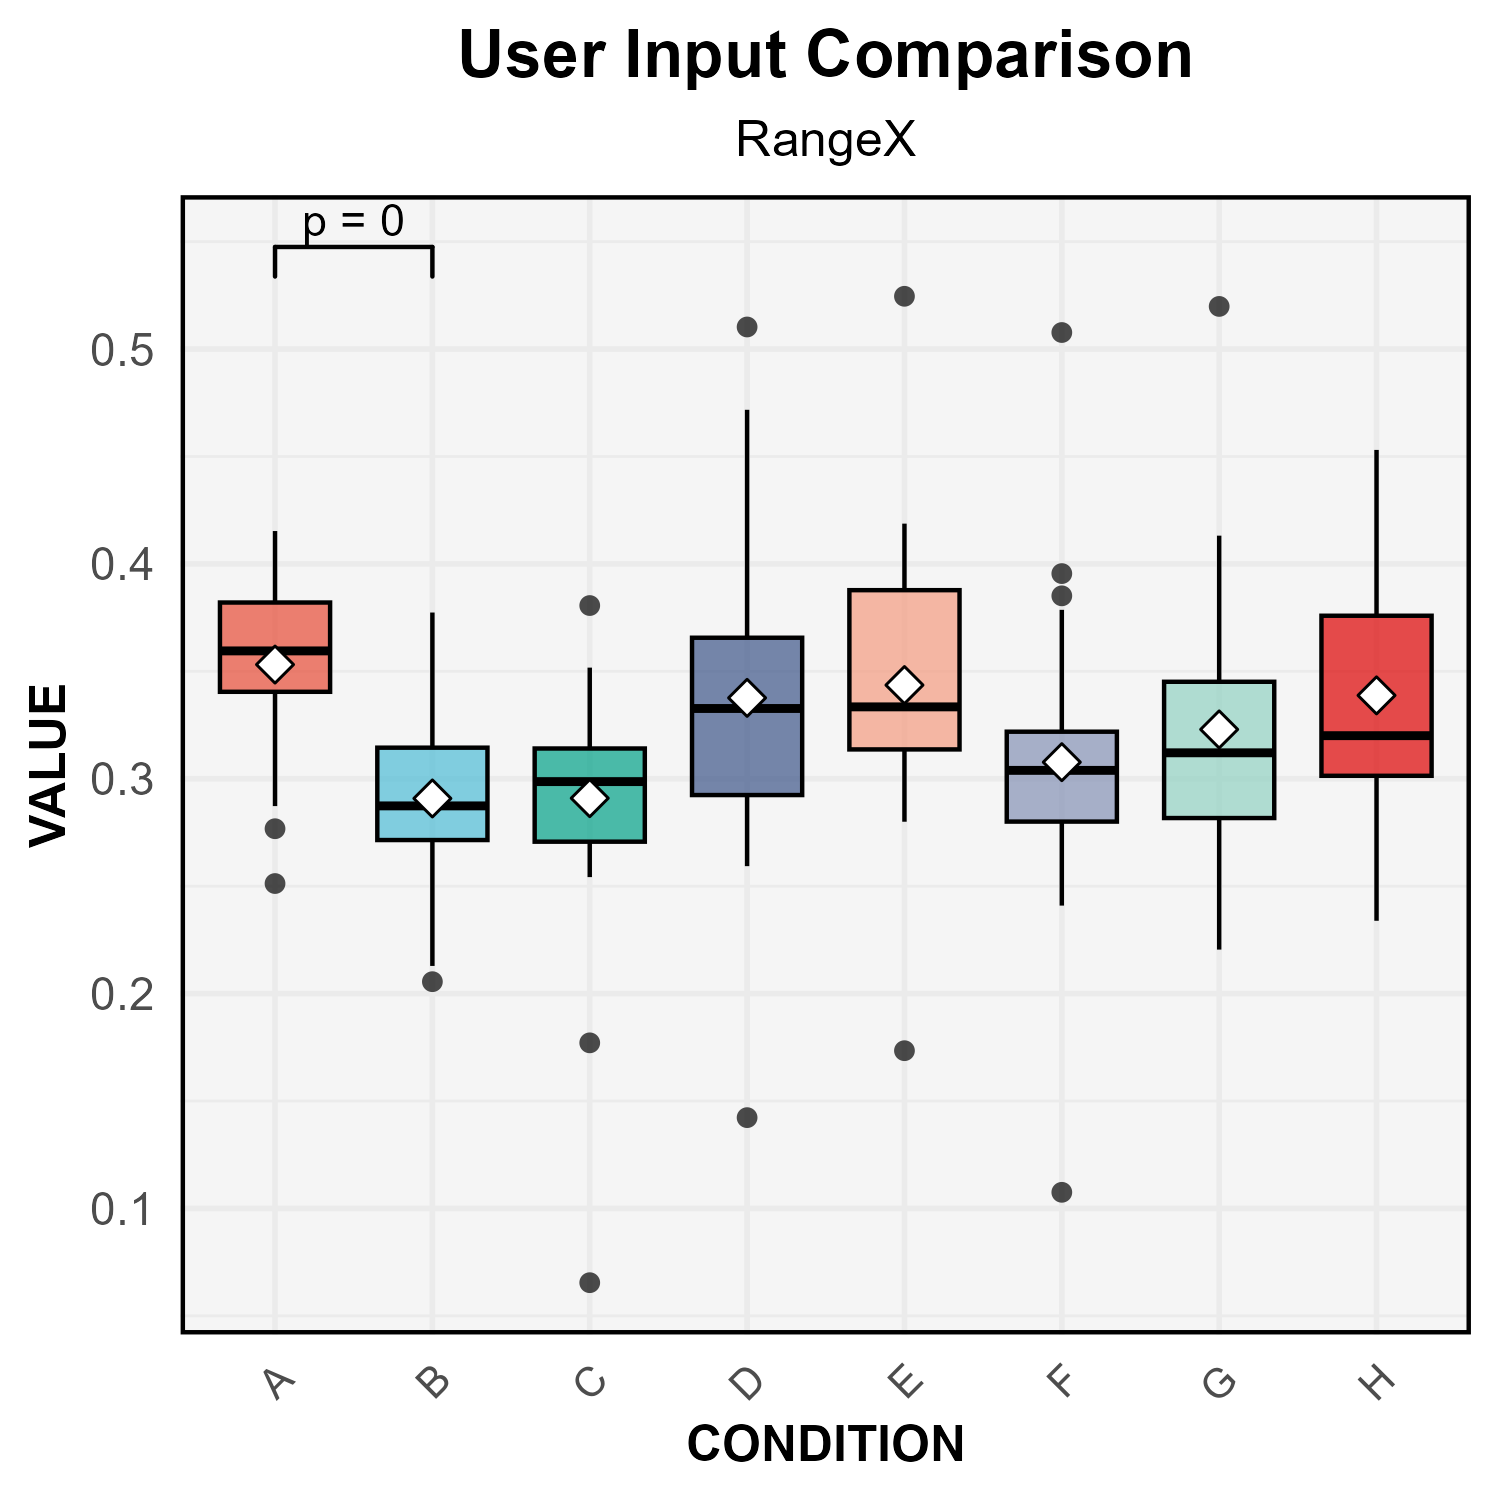 User Input Comparison
RangeX
p = 0
0.5
0.4
0.3
0.2
0.1
VALUE
A B C D E F G H
CONDITION